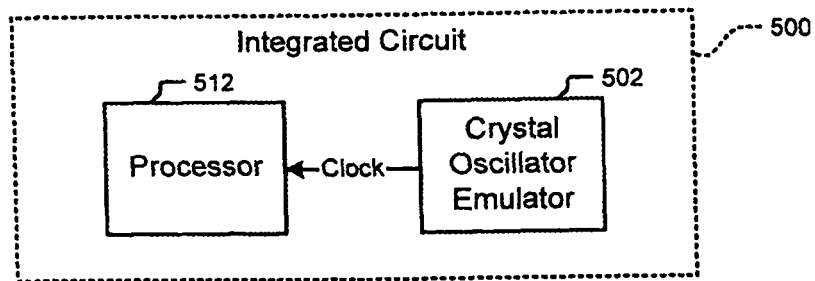 Integrated Circuit
500
512
502
Processor
Clock
Crystal
Oscillator
Emulator